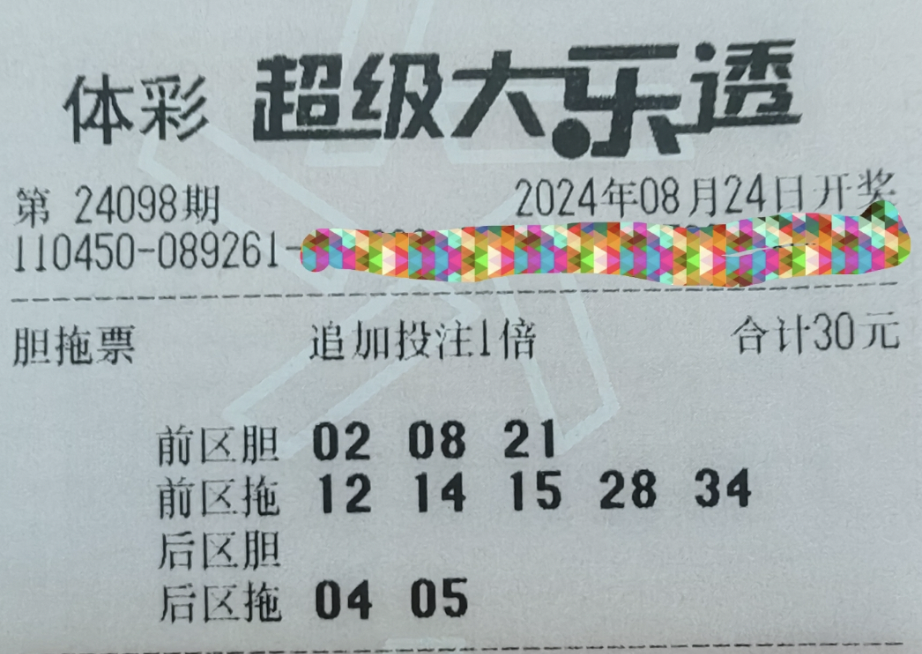 体彩 超级大乐透
第 24098期 2024年08月24日开奖
110450-089261-
胆拖票 追加投注1倍 合计30元
前区胆 02 08 21
前区拖 12 14 15 28 34
后区胆
后区拖 04 05